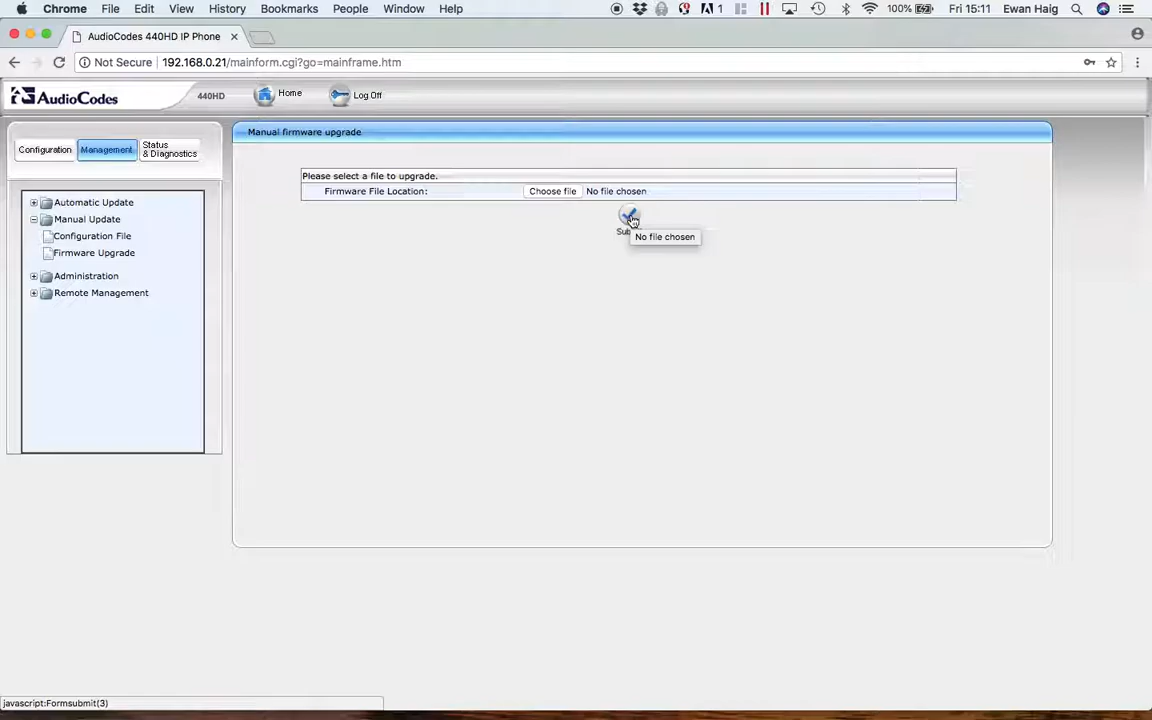 Chrome File Edit View History Bookmarks People Window Help 1 100% Fri 15:11 Ewan Haig
AudioCodes 440HD IP Phone
Not Secure 192.168.0.21/mainform.cgi?go=mainframe.htm
AudioCodes 440HD Home Log Off
Configuration Management Status & Diagnostics
Manual firmware upgrade
Please select a file to upgrade.
Firmware File Location: Choose file No file chosen
No file chosen
Automatic Update
Manual Update
Configuration File
Firmware Upgrade
Administration
Remote Management
javascript:Formsubmit(3)